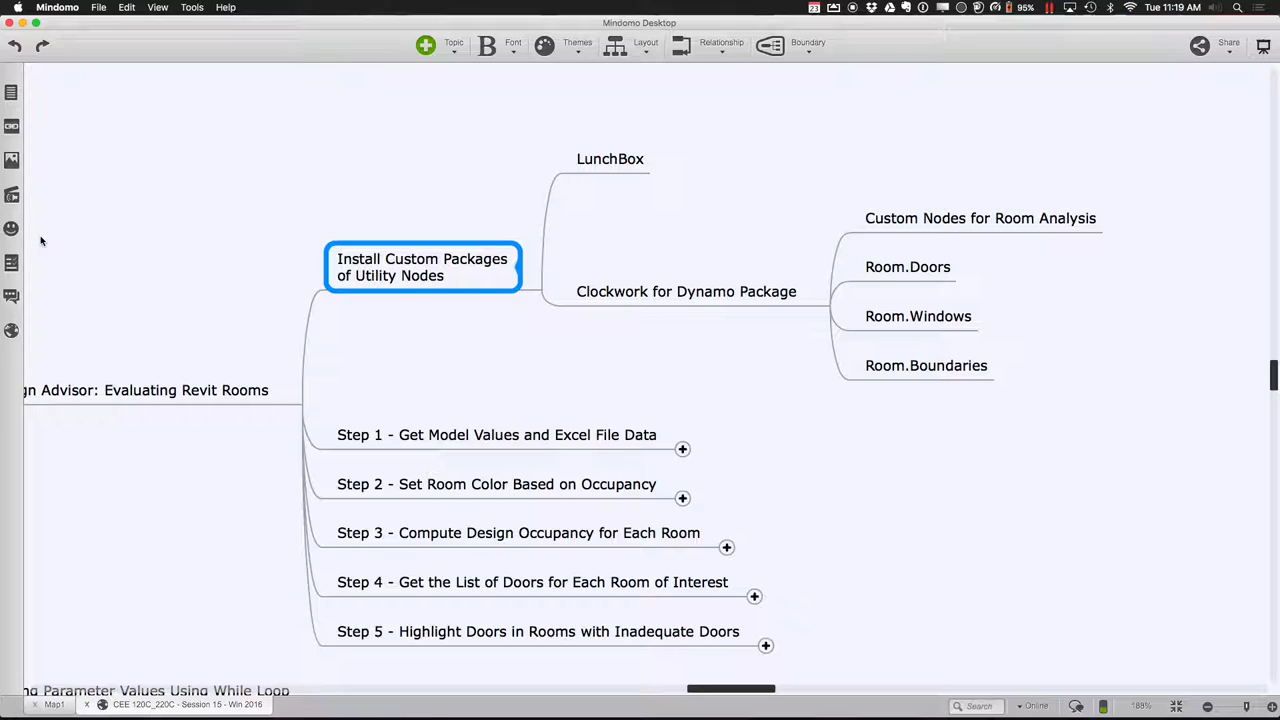 Mindomo File Edit View Tools Help
23 95% Tue 11:19 AM
Mindomo Desktop
Topic Font Themes Layout Relationship Boundary Share
LunchBox
Custom Nodes for Room Analysis
Install Custom Packages
of Utility Nodes
Room.Doors
Clockwork for Dynamo Package
Room.Windows
Room.Boundaries
gn Advisor: Evaluating Revit Rooms
Step 1 - Get Model Values and Excel File Data
Step 2 - Set Room Color Based on Occupancy
Step 3 - Compute Design Occupancy for Each Room
Step 4 - Get the List of Doors for Each Room of Interest
Step 5 - Highlight Doors in Rooms with Inadequate Doors
ng Parameter Values Using While Loop
Map1 CEE 120C_220C - Session 15 - Win 2016 Search Online 188%